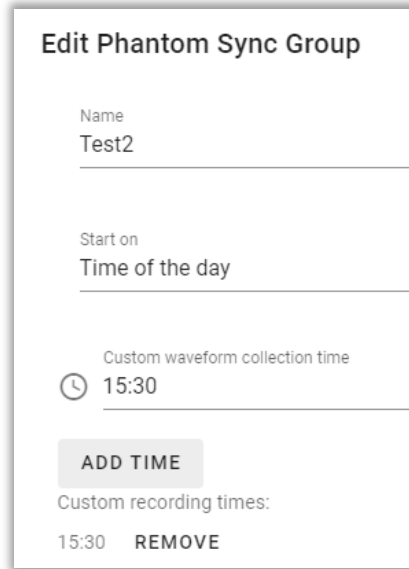 Edit Phantom Sync Group
Name
Test2
Start on
Time of the day
Custom waveform collection time
15:30
ADD TIME
Custom recording times:
15:30 REMOVE